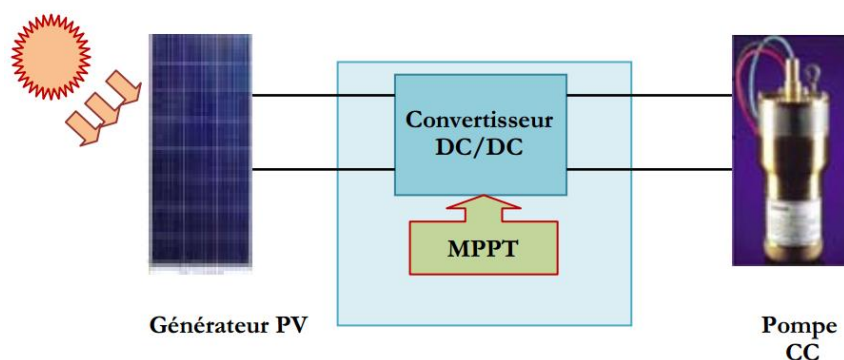 Convertisseur
DC/DC
MPPT
Générateur PV
Pompe
CC